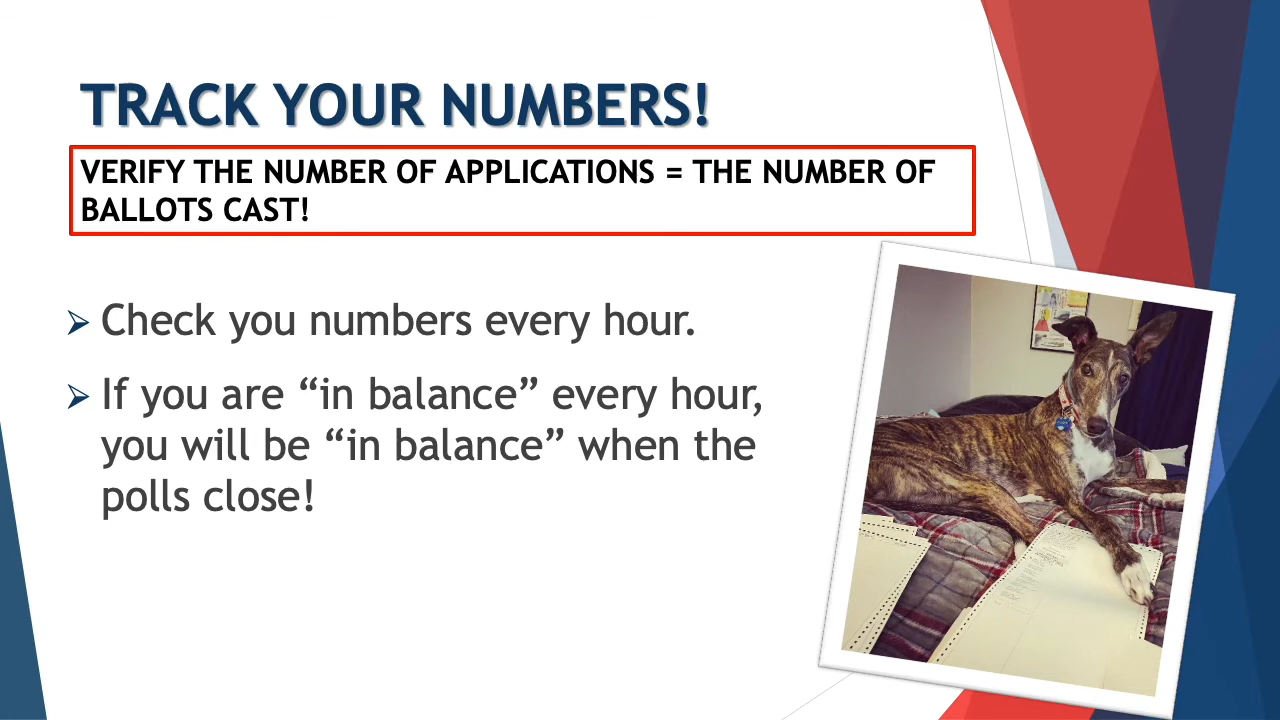 TRACK YOUR NUMBERS!
VERIFY THE NUMBER OF APPLICATIONS = THE NUMBER OF
BALLOTS CAST!
Check you numbers every hour.
If you are “in balance” every hour,
you will be “in balance” when the
polls close!